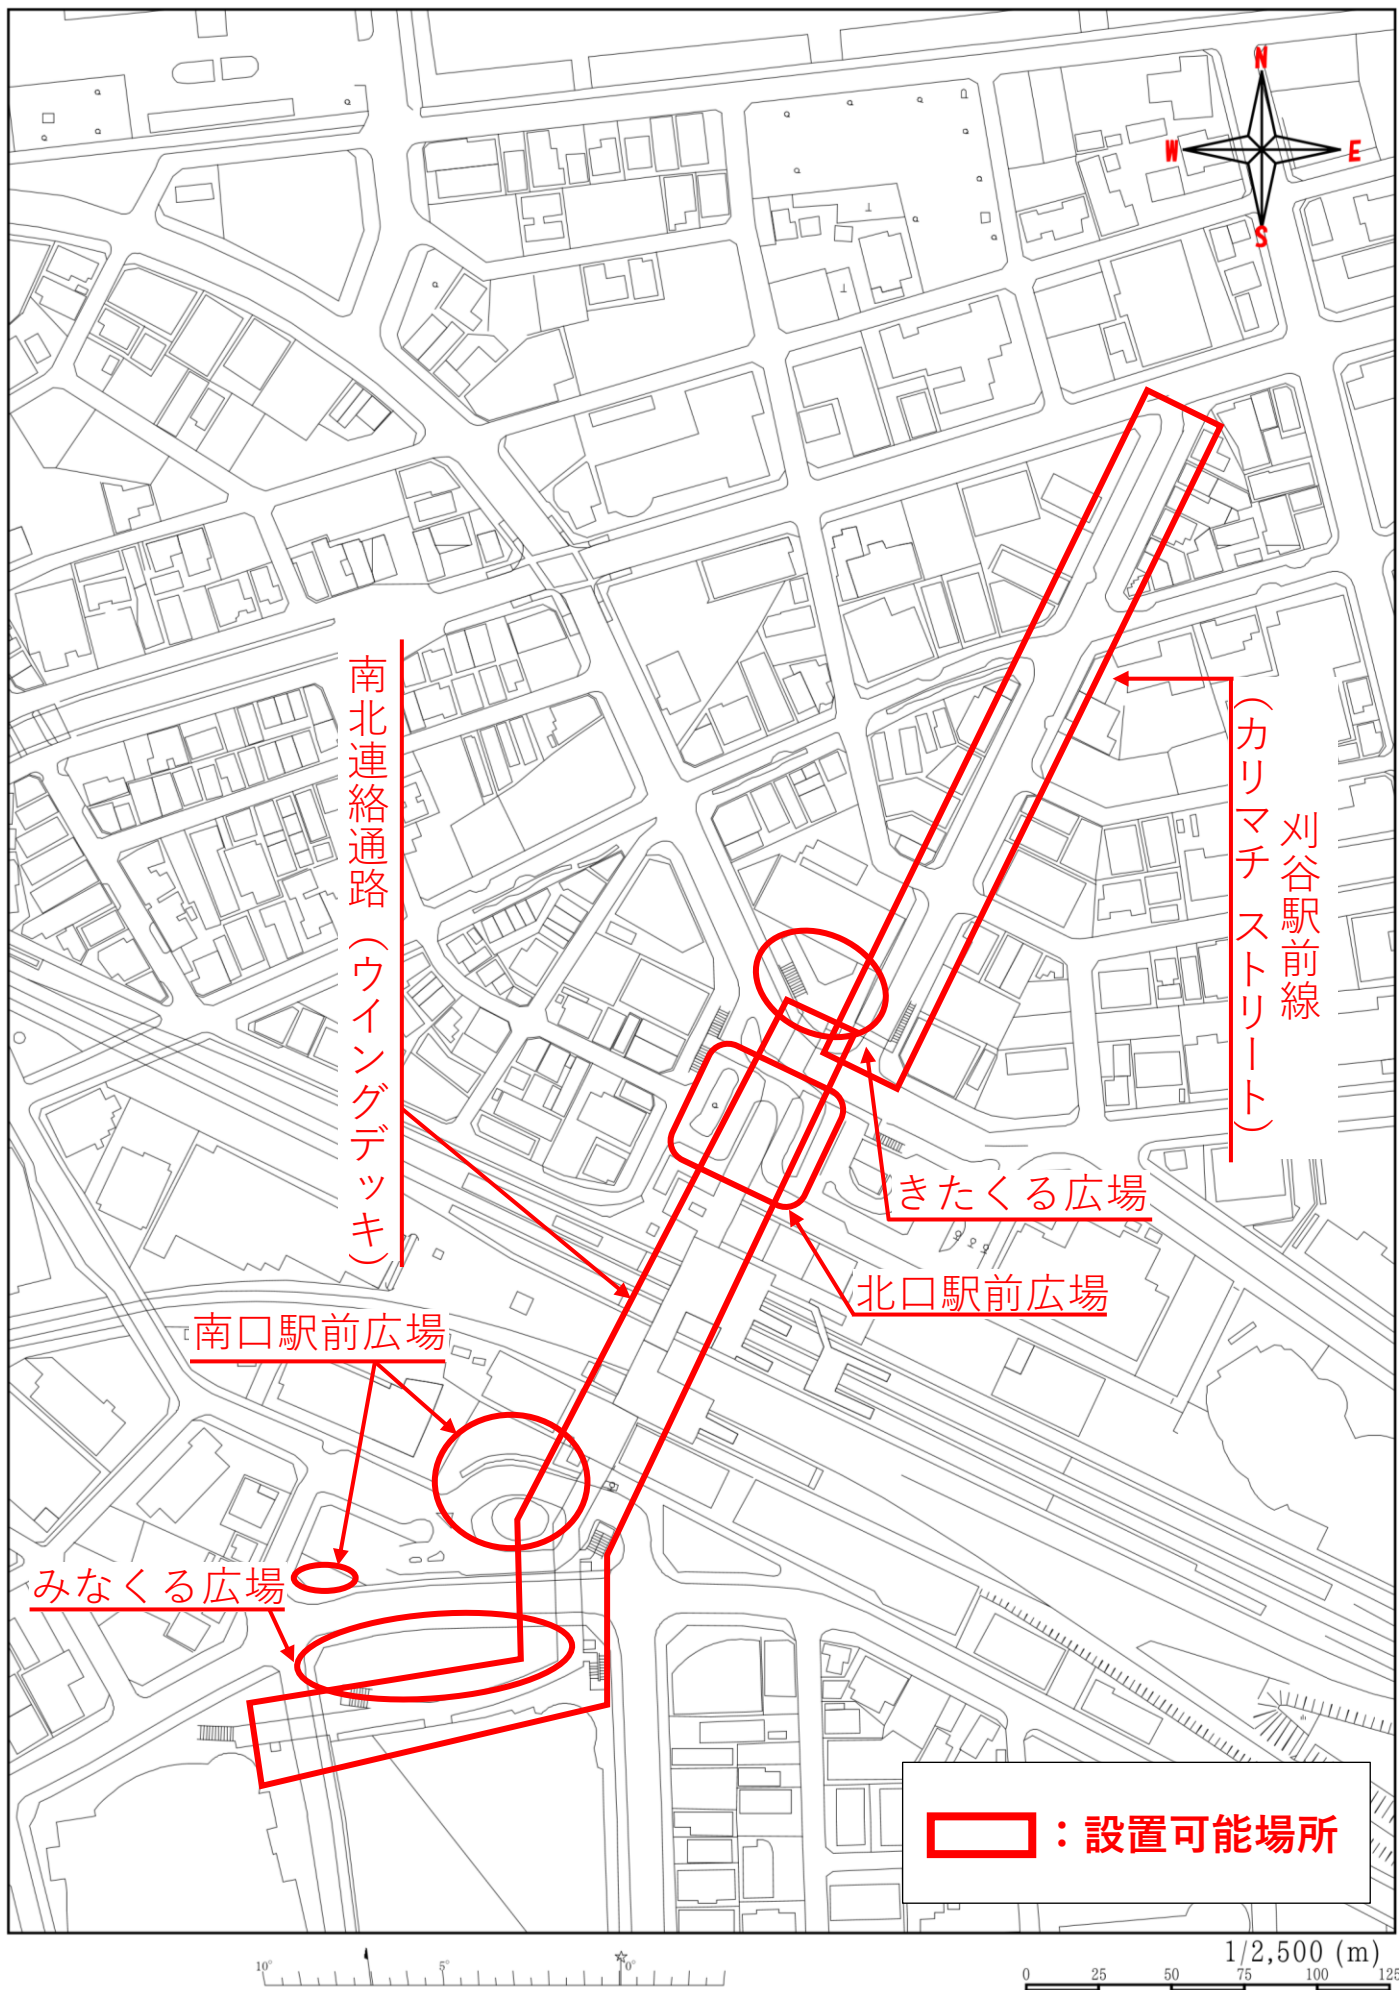 N
W
E
S
南北連絡通路（ウイングデッキ）
刈谷駅前線
（カリマチ ストリート）
きたくる広場
北口駅前広場
南口駅前広場
みなくる広場
：設置可能場所
1/2,500 (m)
10° 5° 0°
0 25 50 75 100 125